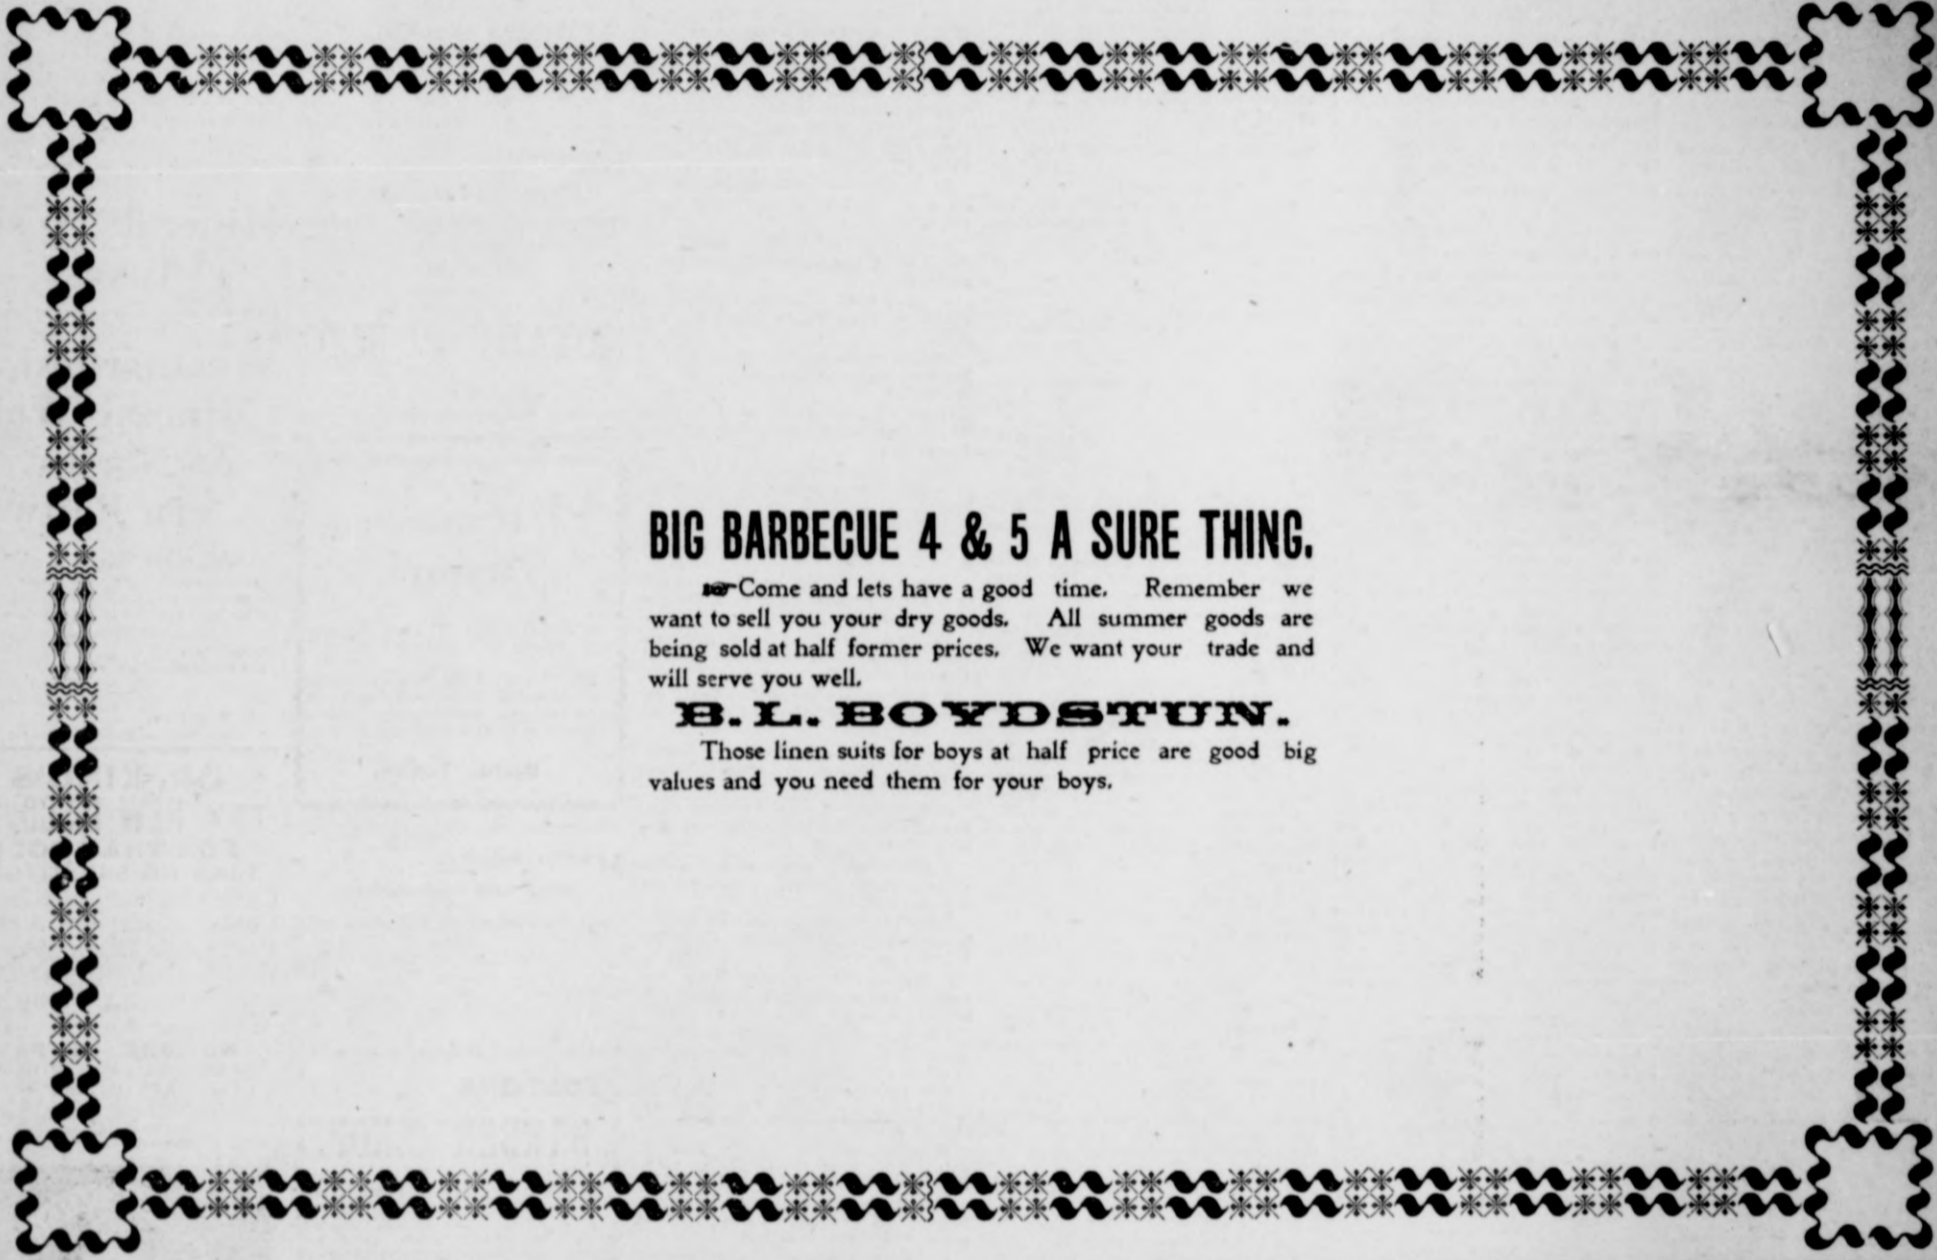 BIG BARBECUE 4 & 5 A SURE THING.
☞Come and lets have a good time. Remember we
want to sell you your dry goods. All summer goods are
being sold at half former prices. We want your trade and
will serve you well.
B. L. BOYDSTUN.
Those linen suits for boys at half price are good big
values and you need them for your boys.